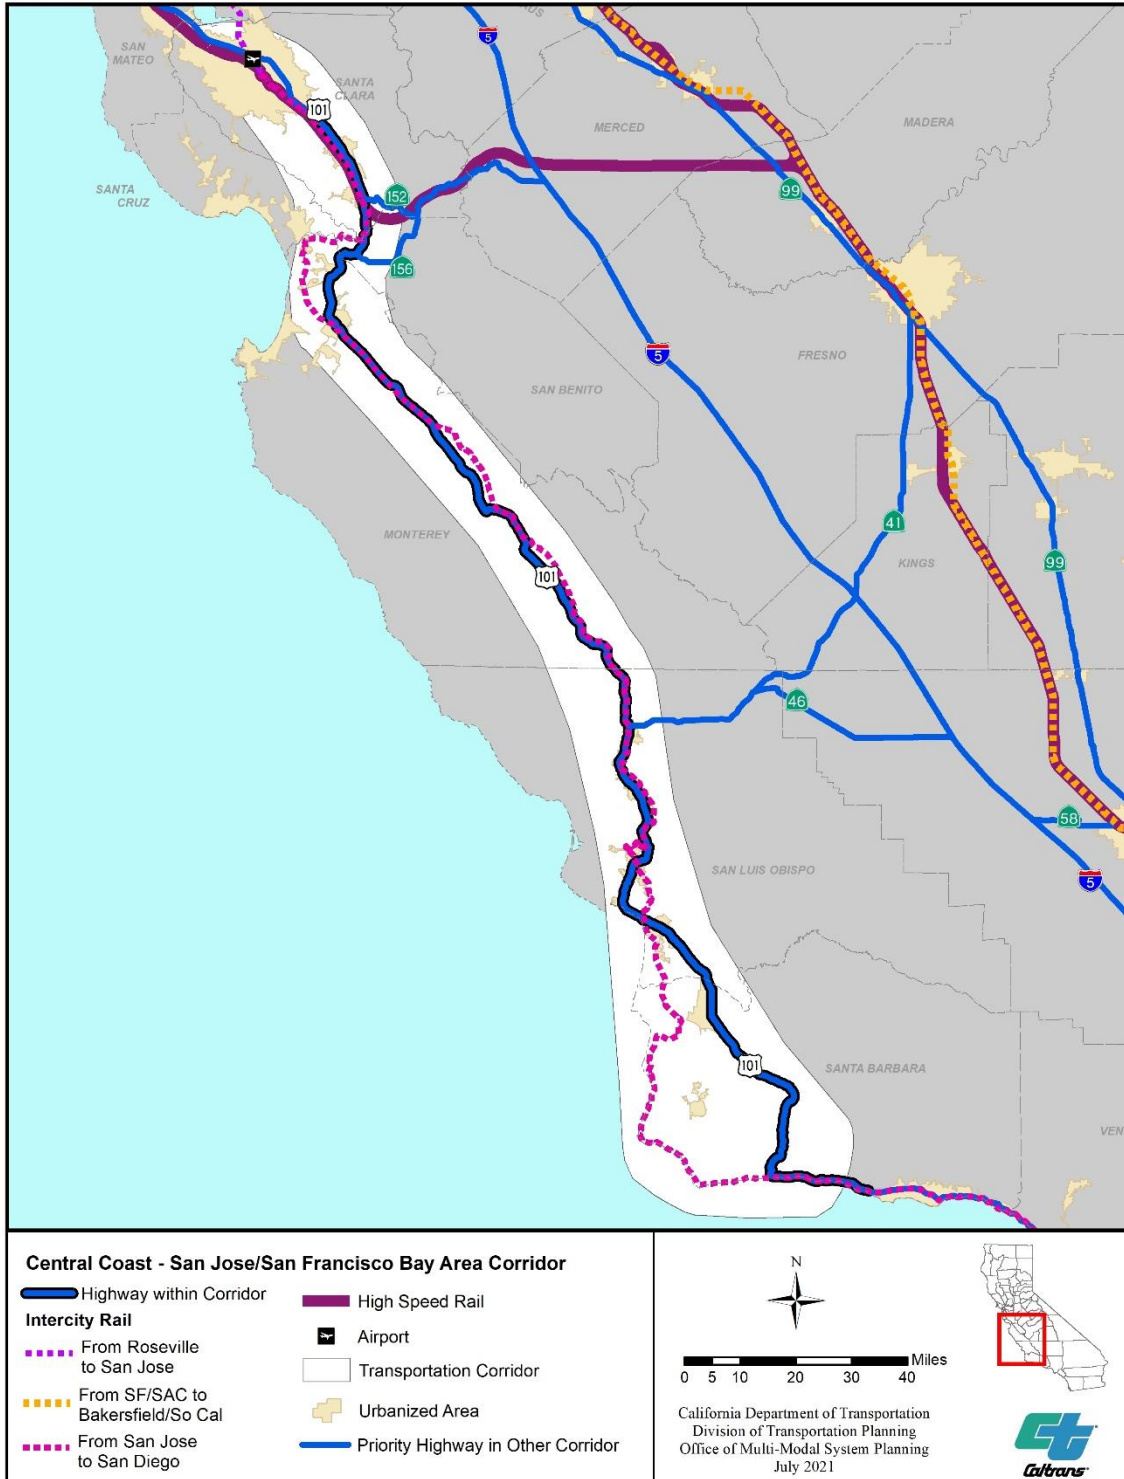 SAN
MATEO
SANTA
CLARA
101
5
MERCED
MADERA
SANTA
CRUZ
152
99
156
5
FRESNO
SAN BENITO
MONTEREY
41
KINGS
99
101
46
58
SAN LUIS OBISPO
5
101
SANTA BARBARA
VEN
Central Coast - San Jose/San Francisco Bay Area Corridor
Highway within Corridor
Intercity Rail
From Roseville
to San Jose
From SF/SAC to
Bakersfield/So Cal
From San Jose
to San Diego
High Speed Rail
Airport
Transportation Corridor
Urbanized Area
Priority Highway in Other Corridor
N
Miles
0 5 10 20 30 40
California Department of Transportation
Division of Transportation Planning
Office of Multi-Modal System Planning
July 2021
Caltrans